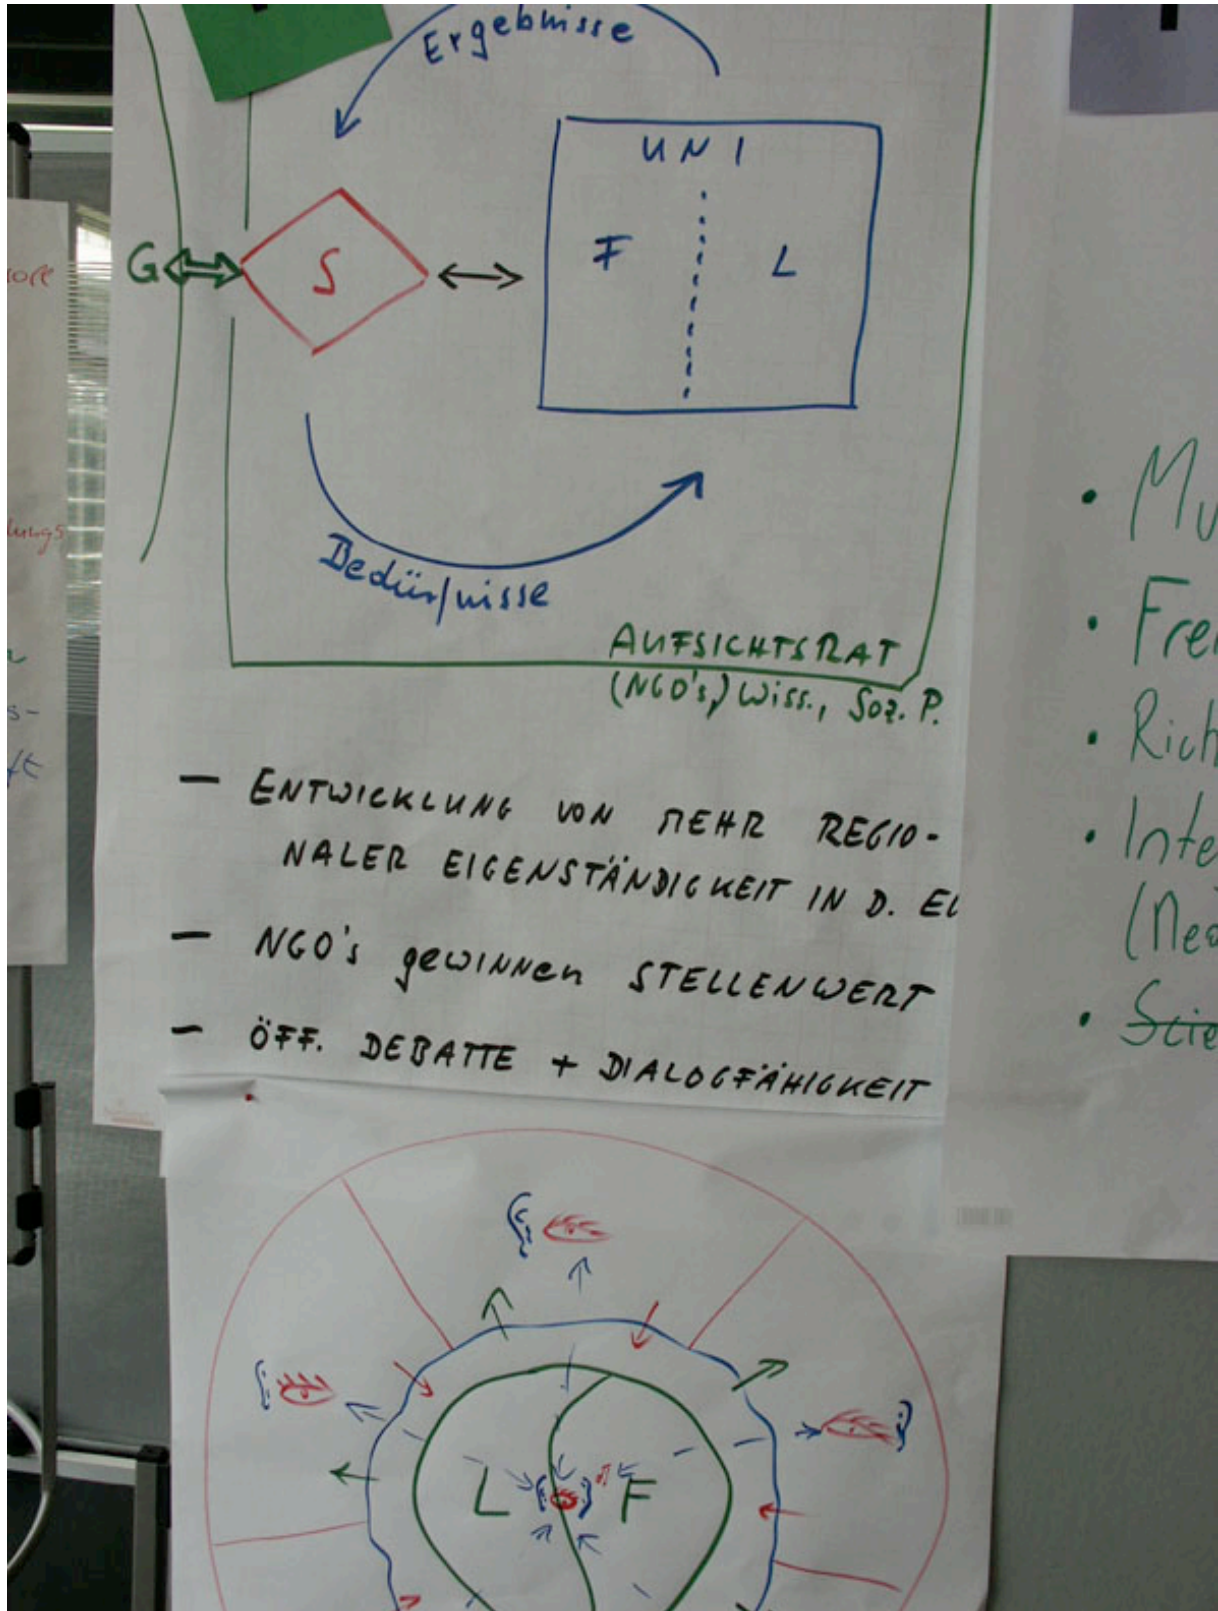 Ergebnisse
UNI
G S F L
Bedürfnisse
AUFSICHTSRAT
(NGO's,) Wiss., Soz. P.
- ENTWICKLUNG VON MEHR REGIO-
NALER EIGENSTÄNDIGKEIT IN D.
- NGO's gewinnen STELLENWERT
- ÖFF. DEBATTE + DIALOGFÄHIGKEIT
L F